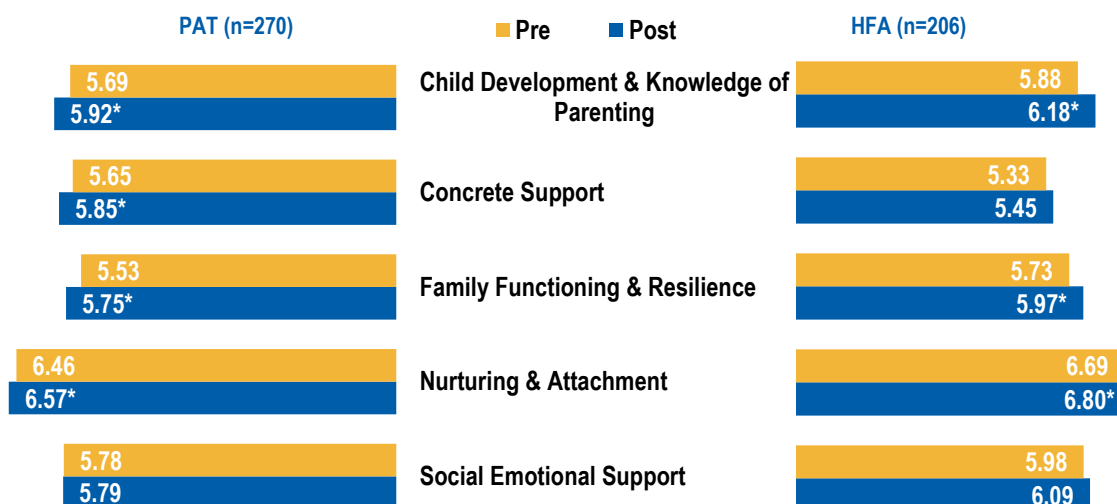 PAT (n=270)
Pre
Post
HFA (n=206)
5.69
5.92*
Child Development & Knowledge of
Parenting
5.88
6.18*
5.65
5.85*
Concrete Support
5.33
5.45
5.53
5.75*
Family Functioning & Resilience
5.73
5.97*
6.46
6.57*
Nurturing & Attachment
6.69
6.80*
5.78
5.79
Social Emotional Support
5.98
6.09